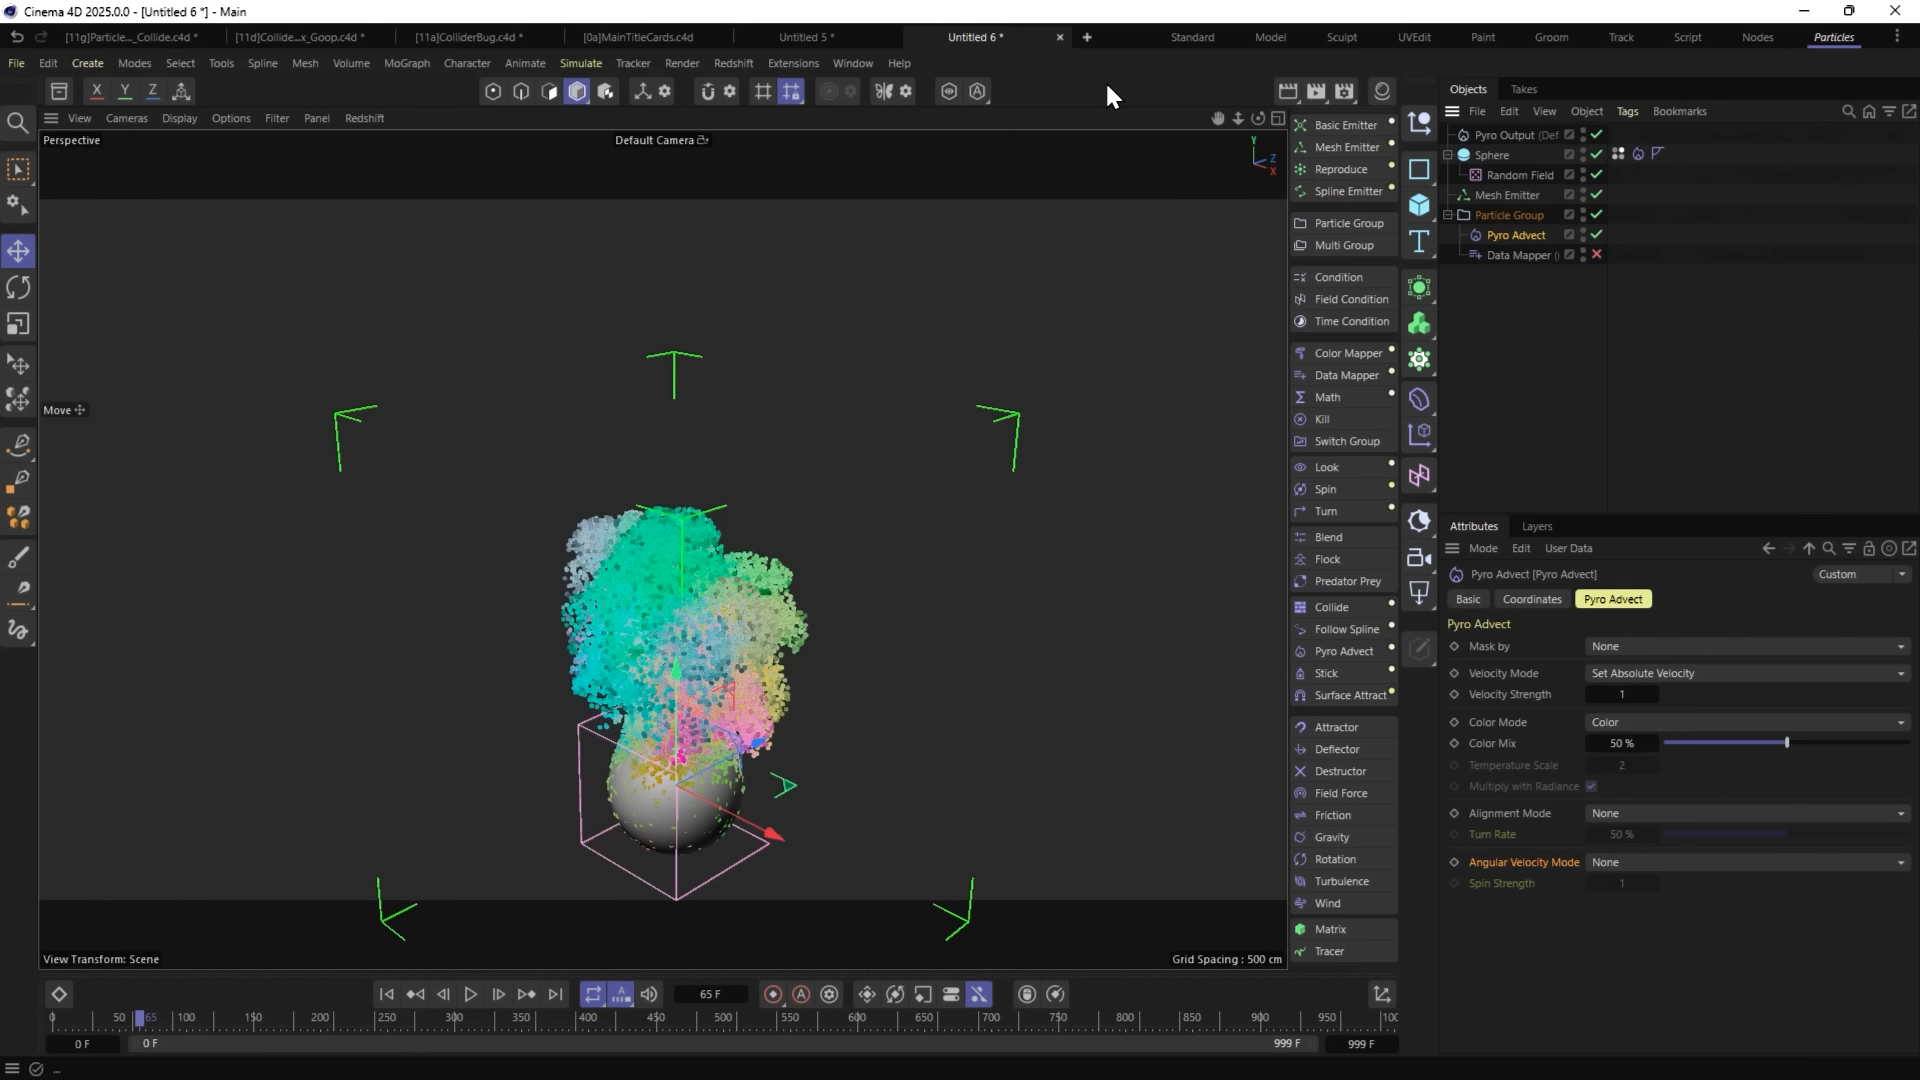 Cinema 4D 2025.0.0 - [Untitled 6 *] - Main
[11g]Particle..._Collide.c4d *
[11d]Collide...x_Goop.c4d *
[11a]ColliderBug.c4d *
[0a]MainTitleCards.c4d
Untitled 5 *
Untitled 6 *
Standard
Model
Sculpt
UVEdit
Paint
Groom
Track
Script
Nodes
Particles
File Edit Create Modes Select Tools Spline Mesh Volume MoGraph Character Animate Simulate Tracker Render Redshift Extensions Window Help
X Y Z
Objects Takes
File Edit View Object Tags Bookmarks
View Cameras Display Options Filter Panel Redshift
Perspective
Default Camera
Y
Z
X
Move
View Transform: Scene
Grid Spacing : 500 cm
Basic Emitter
Mesh Emitter
Reproduce
Spline Emitter
Particle Group
Multi Group
Condition
Field Condition
Time Condition
Color Mapper
Data Mapper
Math
Kill
Switch Group
Look
Spin
Turn
Blend
Flock
Predator Prey
Collide
Follow Spline
Pyro Advect
Stick
Surface Attract
Attractor
Deflector
Destructor
Field Force
Friction
Gravity
Rotation
Turbulence
Wind
Matrix
Tracer
Pyro Output (Def
Sphere
Random Field
Mesh Emitter
Particle Group
Pyro Advect
Data Mapper (
Attributes Layers
Mode Edit User Data
Pyro Advect [Pyro Advect]
Custom
Basic Coordinates Pyro Advect
Pyro Advect
Mask by None
Velocity Mode Set Absolute Velocity
Velocity Strength 1
Color Mode Color
Color Mix 50 %
Temperature Scale 2
Multiply with Radiance
Alignment Mode None
Turn Rate 50 %
Angular Velocity Mode None
Spin Strength 1
65 F
0 50 65 100 150 200 250 300 350 400 450 500 550 600 650 700 750 800 850 900 950 100
0 F
0 F
999 F
999 F
...